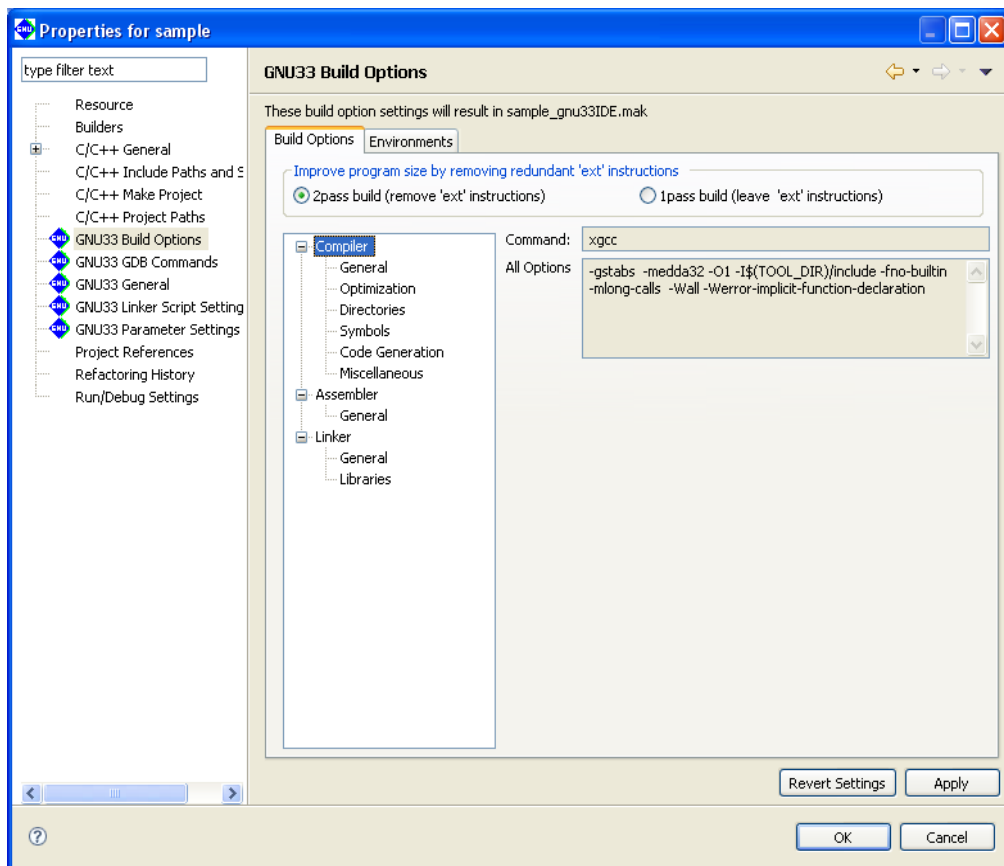 Properties for sample
type filter text
Resource
Builders
C/C++ General
C/C++ Include Paths and S
C/C++ Make Project
C/C++ Project Paths
GNU33 Build Options
GNU33 GDB Commands
GNU33 General
GNU33 Linker Script Setting
GNU33 Parameter Settings
Project References
Refactoring History
Run/Debug Settings
GNU33 Build Options
These build option settings will result in sample_gnu33IDE.mak
Build Options Environments
Improve program size by removing redundant 'ext' instructions
2pass build (remove 'ext' instructions) 1pass build (leave 'ext' instructions)
Compiler
General
Optimization
Directories
Symbols
Code Generation
Miscellaneous
Assembler
General
Linker
General
Libraries
Command: xgcc
All Options -gstabs -medda32 -O1 -I$(TOOL_DIR)/include -fno-builtin
-mlong-calls -Wall -Werror-implicit-function-declaration
Revert Settings Apply
OK Cancel